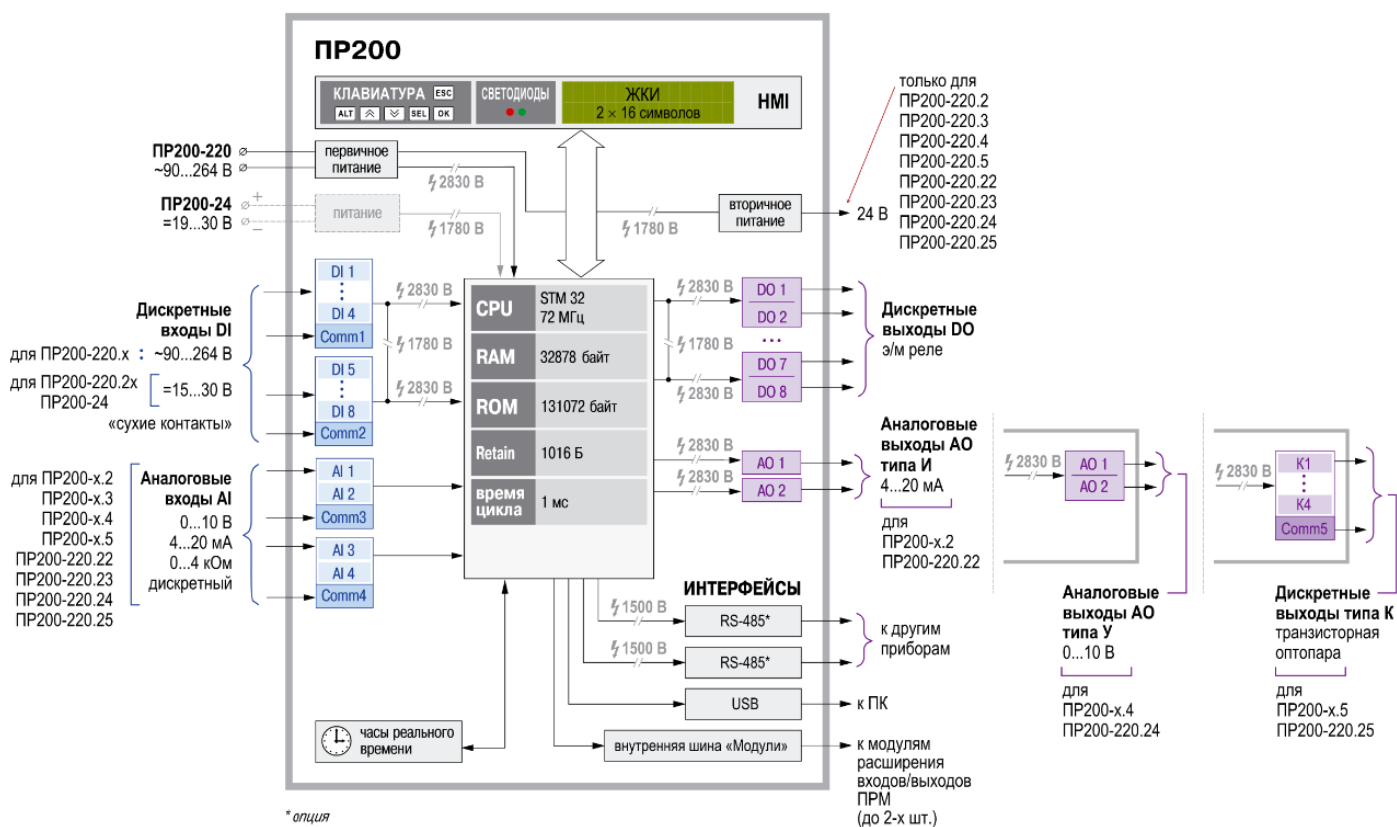 ПР200
КЛАВИАТУРА ESC
ALT SEL OK
СВЕТОДИОДЫ
ЖКИ
2 × 16 символов
HMI
только для
ПР200-220.2
ПР200-220.3
ПР200-220.4
ПР200-220.5
ПР200-220.22
ПР200-220.23
ПР200-220.24
ПР200-220.25
ПР200-220
~90...264 В
первичное
питание
2830 В
ПР200-24
=19...30 В
+
–
питание
1780 В
1780 В
вторичное
питание
24 В
Дискретные
входы DI
для ПР200-220.х : ~90...264 В
для ПР200-220.2х
ПР200-24
=15...30 В
«сухие контакты»
DI 1
DI 4
Comm1
DI 5
DI 8
Comm2
2830 В
1780 В
2830 В
для ПР200-х.2
ПР200-х.3
ПР200-х.4
ПР200-х.5
ПР200-220.22
ПР200-220.23
ПР200-220.24
ПР200-220.25
Аналоговые
входы AI
0...10 В
4...20 мА
0...4 кОм
дискретный
AI 1
AI 2
Comm3
AI 3
AI 4
Comm4
CPU
STM 32
72 МГц
RAM
32878 байт
ROM
131072 байт
Retain
1016 Б
время
цикла
1 мс
2830 В
1780 В
2830 В
DO 1
DO 2
...
DO 7
DO 8
Дискретные
выходы DO
э/м реле
2830 В
2830 В
AO 1
AO 2
Аналоговые
выходы АО
типа И
4...20 мА
для
ПР200-х.2
ПР200-220.22
2830 В
AO 1
AO 2
Аналоговые
выходы АО
типа У
0...10 В
для
ПР200-х.4
ПР200-220.24
2830 В
К1
К4
Comm5
Дискретные
выходы типа К
транзисторная
оптопара
для
ПР200-х.5
ПР200-220.25
ИНТЕРФЕЙСЫ
1500 В
RS-485*
1500 В
RS-485*
к другим
приборам
USB
к ПК
часы реального
времени
внутренняя шина «Модули»
к модулям
расширения
входов/выходов
ПРМ
(до 2-х шт.)
* опция